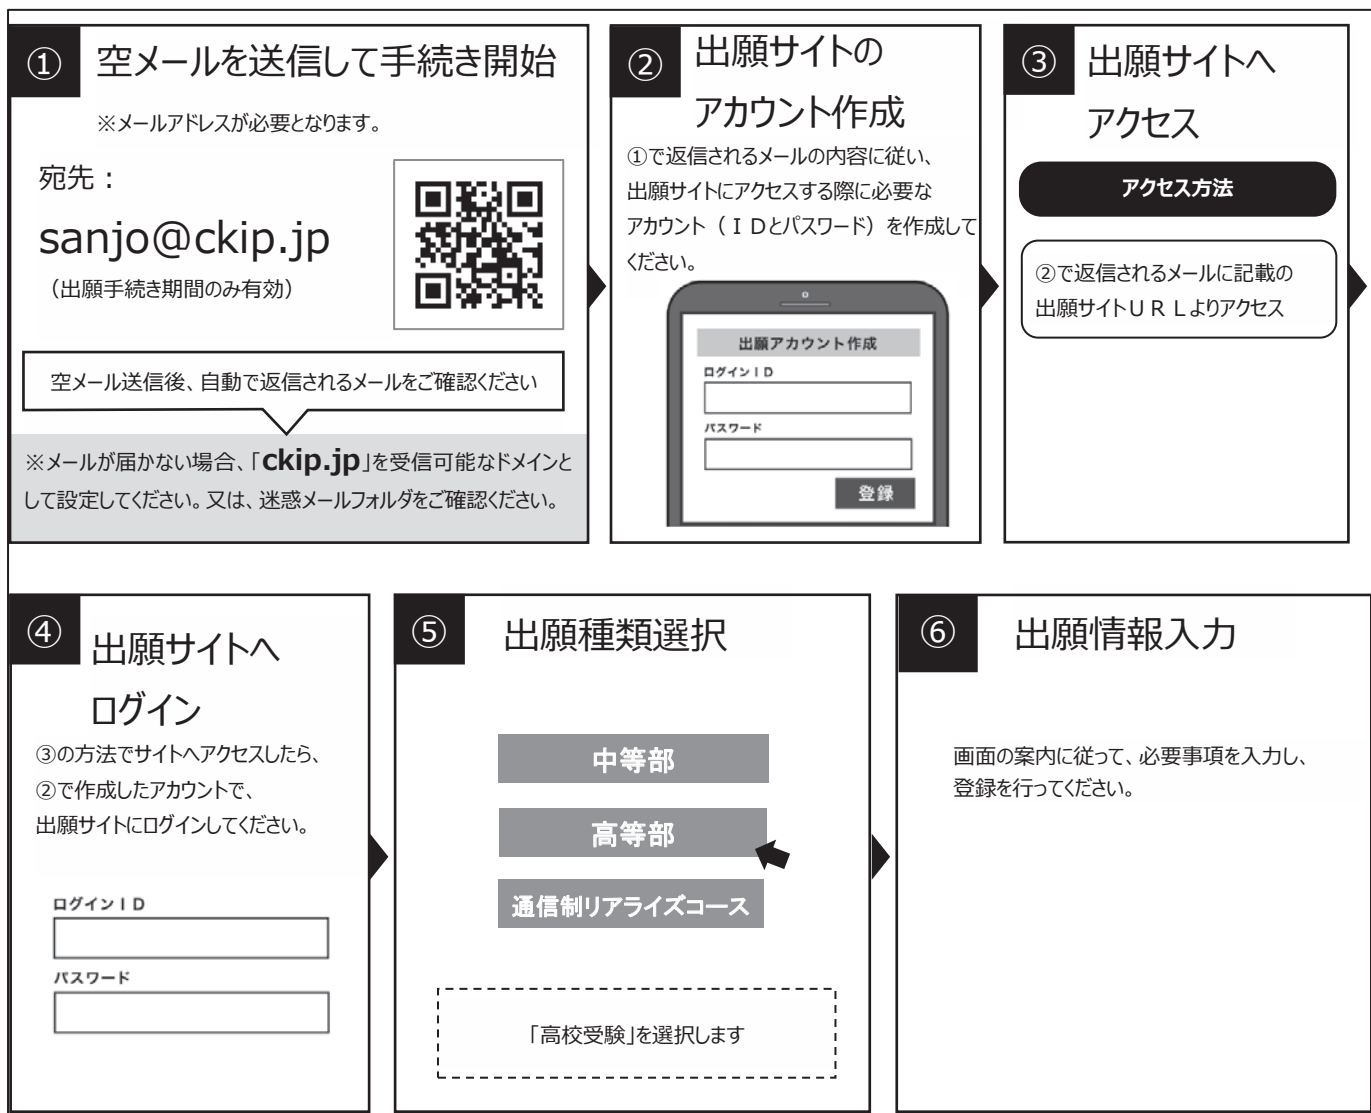 ①
空メールを送信して手続き開始
※メールアドレスが必要となります。
宛先:
sanjo@ckip.jp
(出願手続き期間のみ有効)
空メール送信後、自動で返信されるメールをご確認ください
※メールが届かない場合、「ckip.jp」を受信可能なドメインと
して設定してください。又は、迷惑メールフォルダをご確認ください。
②
出願サイトの
アカウント作成
①で返信されるメールの内容に従い、
出願サイトにアクセスする際に必要な
アカウント(IDとパスワード)を作成して
ください。
出願アカウント作成
ログインID
パスワード
登録
③
出願サイトへ
アクセス
アクセス方法
②で返信されるメールに記載の
出願サイトURLよりアクセス
④
出願サイトへ
ログイン
③の方法でサイトへアクセスしたら、
②で作成したアカウントで、
出願サイトにログインしてください。
ログインID
パスワード
⑤
出願種類選択
中等部
高等部
通信制リアライズコース
「高校受験」を選択します
⑥
出願情報入力
画面の案内に従って、必要事項を入力し、
登録を行ってください。